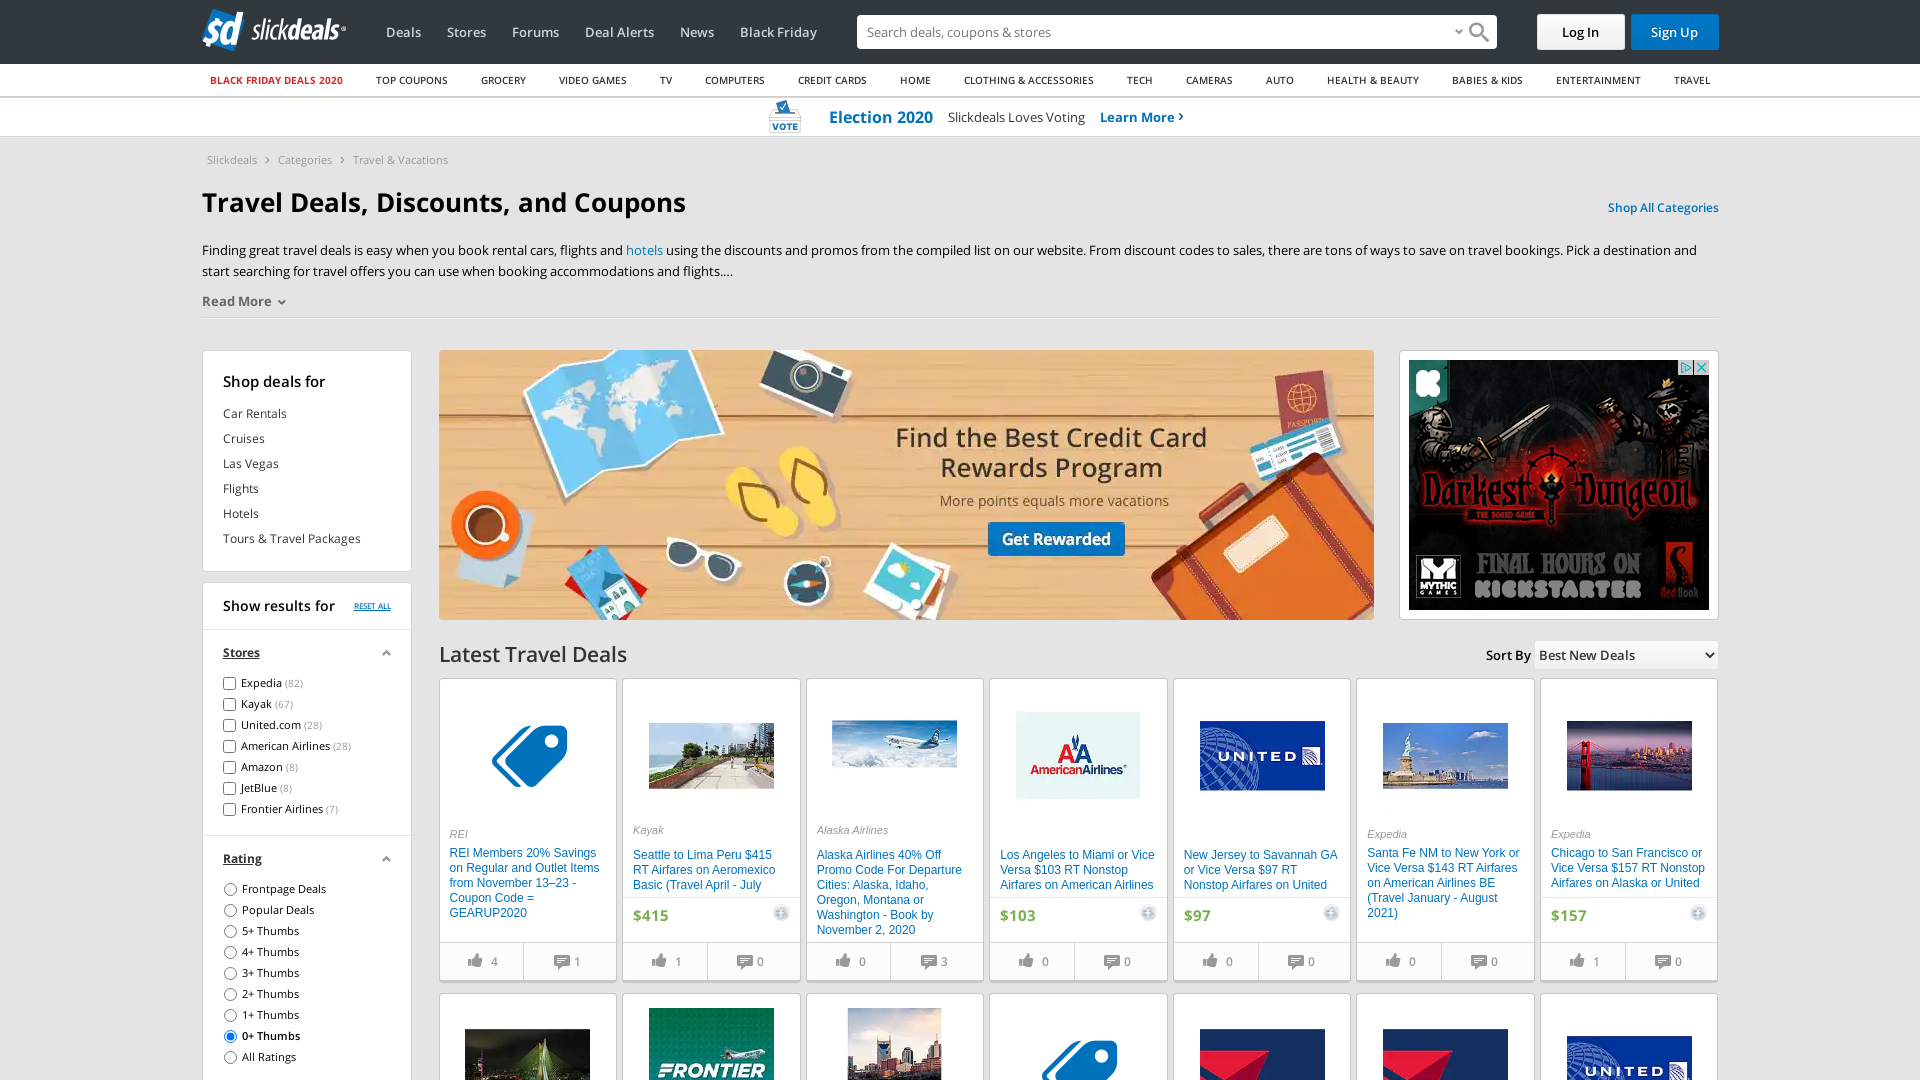 slickdeals
Deals
Stores
Forums
Deal Alerts
News
Black Friday
Search deals, coupons & stores
Log In
Sign Up
BLACK FRIDAY DEALS 2020
TOP COUPONS
GROCERY
VIDEO GAMES
TV
COMPUTERS
CREDIT CARDS
HOME
CLOTHING & ACCESSORIES
TECH
CAMERAS
AUTO
HEALTH & BEAUTY
BABIES & KIDS
ENTERTAINMENT
TRAVEL
VOTE
Election 2020 Slickdeals Loves Voting Learn More
Slickdeals > Categories > Travel & Vacations
Travel Deals, Discounts, and Coupons
Shop All Categories
Finding great travel deals is easy when you book rental cars, flights and hotels using the discounts and promos from the compiled list on our website. From discount codes to sales, there are tons of ways to save on travel bookings. Pick a destination and
start searching for travel offers you can use when booking accommodations and flights....
Read More
Shop deals for
Car Rentals
Cruises
Las Vegas
Flights
Hotels
Tours & Travel Packages
Show results for
RESET ALL
Stores
Expedia (82)
Kayak (67)
United.com (28)
American Airlines (28)
Amazon (8)
JetBlue (8)
Frontier Airlines (7)
Rating
Frontpage Deals
Popular Deals
5+ Thumbs
4+ Thumbs
3+ Thumbs
2+ Thumbs
1+ Thumbs
0+ Thumbs
All Ratings
PASSPORT
Find the Best Credit Card
Rewards Program
More points equals more vacations
Get Rewarded
K
Darkest Dungeon
THE BOARD GAME
FINAL HOURS ON
KICKSTARTER
MYTHIC
GAMES
Red Hook
Latest Travel Deals
Sort By Best New Deals
REI
REI Members 20% Savings
on Regular and Outlet Items
from November 13–23 -
Coupon Code =
GEARUP2020
4
1
Kayak
Seattle to Lima Peru $415
RT Airfares on Aeromexico
Basic (Travel April - July
$415
1
0
Alaska Airlines
Alaska Airlines 40% Off
Promo Code For Departure
Cities: Alaska, Idaho,
Oregon, Montana or
Washington - Book by
November 2, 2020
0
3
AA
AmericanAirlines
Los Angeles to Miami or Vice
Versa $103 RT Nonstop
Airfares on American Airlines
$103
0
0
UNITED
New Jersey to Savannah GA
or Vice Versa $97 RT
Nonstop Airfares on United
$97
0
0
Expedia
Santa Fe NM to New York or
Vice Versa $143 RT Airfares
on American Airlines BE
(Travel January - August
2021)
0
0
Expedia
Chicago to San Francisco or
Vice Versa $157 RT Nonstop
Airfares on Alaska or United
$157
1
0
FRONTIER
UNITED